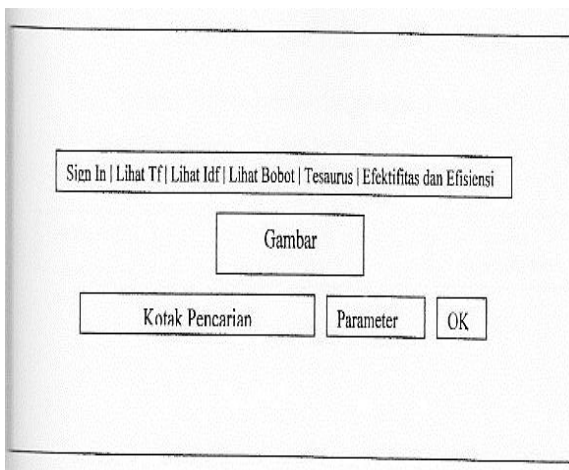 Sign In | Lihat Tf | Lihat Idf | Lihat Bobot | Tesaurus | Efektifitas dan Efisiensi
Gambar
Kotak Pencarian Parameter OK